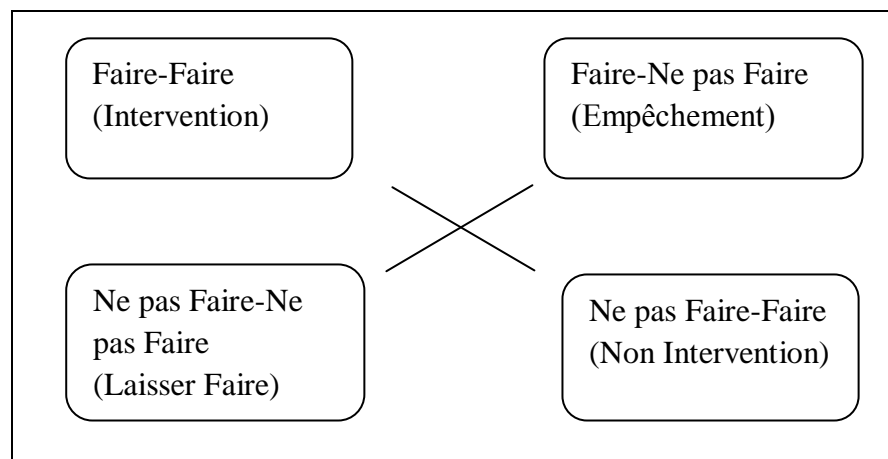 Faire-Faire
(Intervention)
Faire-Ne pas Faire
(Empêchement)
Ne pas Faire-Ne
pas Faire
(Laisser Faire)
Ne pas Faire-Faire
(Non Intervention)